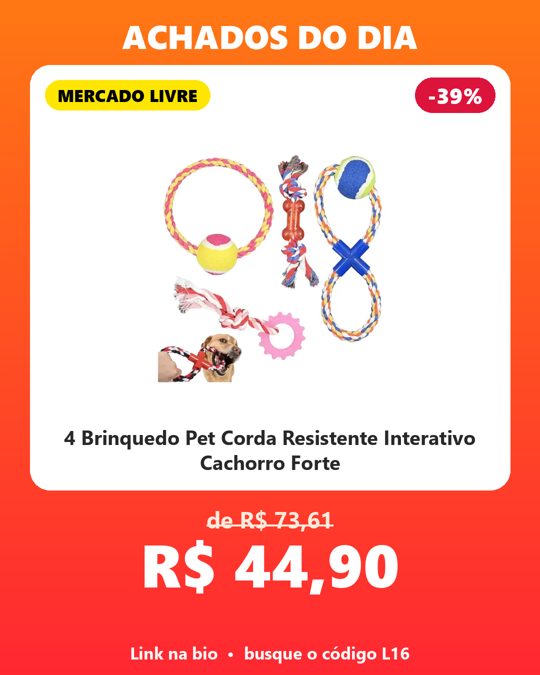 ACHADOS DO DIA
MERCADO LIVRE
-39%
4 Brinquedo Pet Corda Resistente Interativo
Cachorro Forte
de R$ 73,61
R$ 44,90
Link na bio • busque o código L16